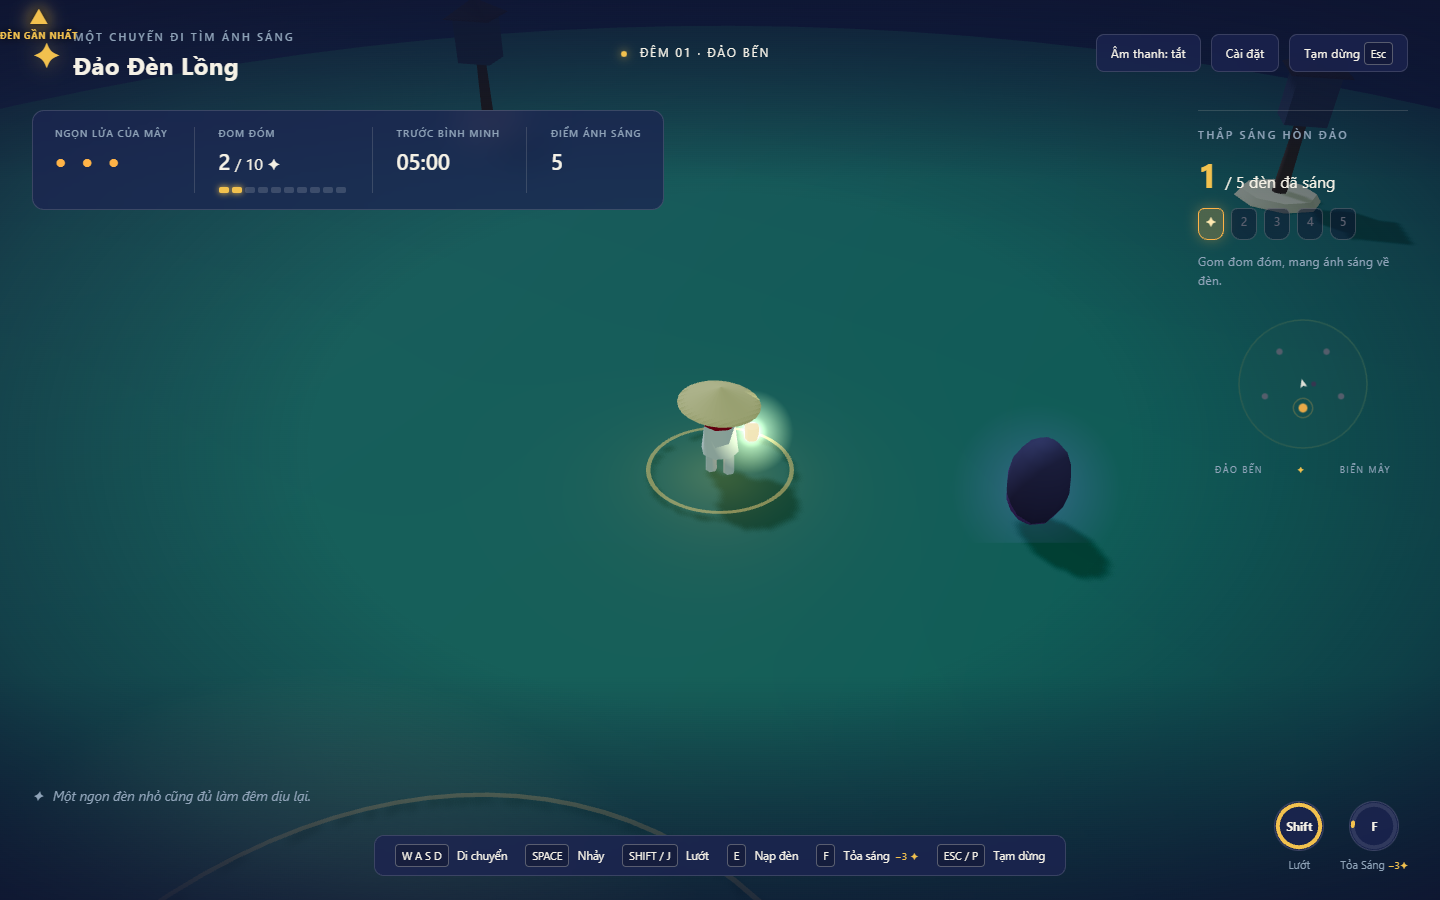 ĐÈN GẦN NHẤT
MỘT CHUYẾN ĐI TÌM ÁNH SÁNG
Đảo Đèn Lồng
ĐÊM 01 · ĐẢO BẾN
Âm thanh: tắt
Cài đặt
Tạm dừng Esc
NGỌN LỬA CỦA MÂY
ĐOM ĐÓM
2 / 10 ✦
TRƯỚC BÌNH MINH
05:00
ĐIỂM ÁNH SÁNG
5
THẮP SÁNG HÒN ĐẢO
1 / 5 đèn đã sáng
✦ 2 3 4 5
Gom đom đóm, mang ánh sáng về
đèn.
ĐẢO BẾN ✦ BIỂN MÂY
✦ Một ngọn đèn nhỏ cũng đủ làm đêm dịu lại.
W A S D Di chuyển SPACE Nhảy SHIFT / J Lướt E Nạp đèn F Tỏa sáng −3 ✦ ESC / P Tạm dừng
Shift
Lướt
F
Tỏa Sáng −3✦